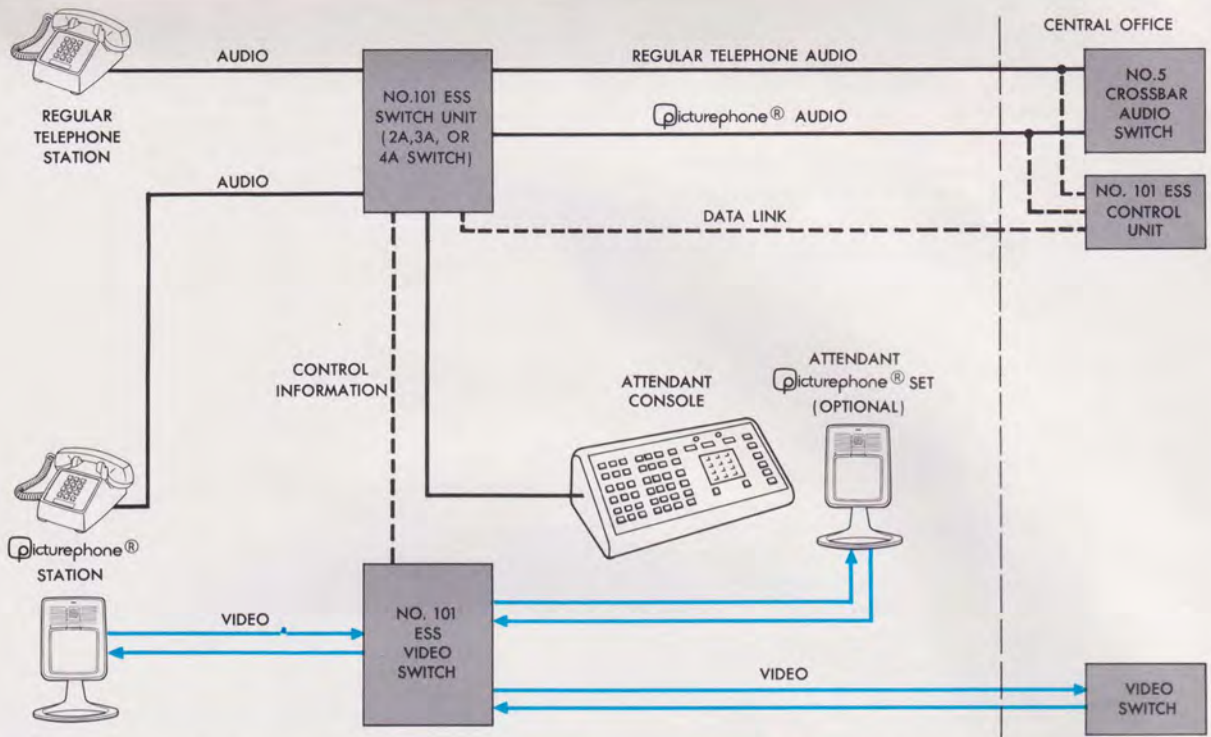 CENTRAL OFFICE
AUDIO
REGULAR TELEPHONE AUDIO
REGULAR
TELEPHONE
STATION
NO.101 ESS
SWITCH UNIT
(2A,3A, OR
4A SWITCH)
Picturephone® AUDIO
NO.5
CROSSBAR
AUDIO
SWITCH
AUDIO
DATA LINK
NO. 101 ESS
CONTROL
UNIT
CONTROL
INFORMATION
ATTENDANT
CONSOLE
ATTENDANT
Picturephone® SET
(OPTIONAL)
Picturephone®
STATION
VIDEO
NO. 101
ESS
VIDEO
SWITCH
VIDEO
VIDEO
SWITCH